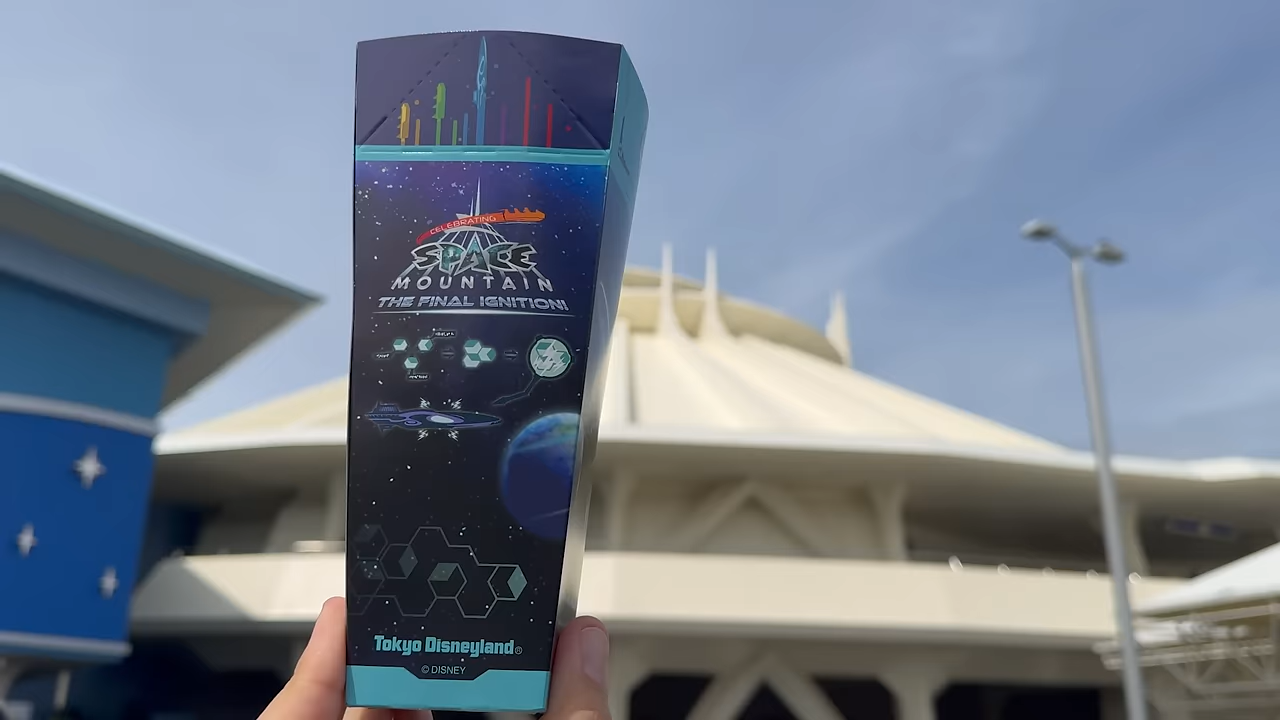 CELEBRATING
SPACE
MOUNTAIN
THE FINAL IGNITION!
Tokyo Disneyland®
© DISNEY